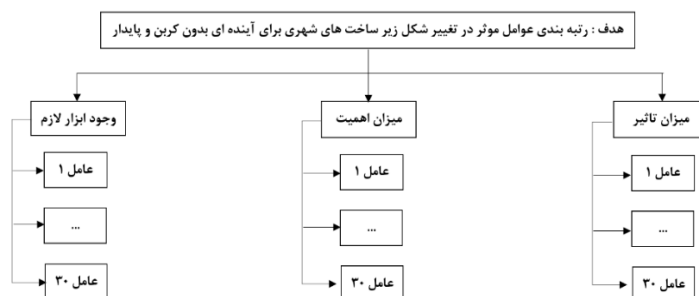 هدف : رتبه بندی عوامل موثر در تغییر شکل زیر ساخت های شهری برای آینده ای بدون کربن و پایدار
میزان تاثیر
میزان اهمیت
وجود ابزار لازم
عامل ۱
عامل ۱
عامل ۱
...
...
...
عامل ۳۰
عامل ۳۰
عامل ۳۰